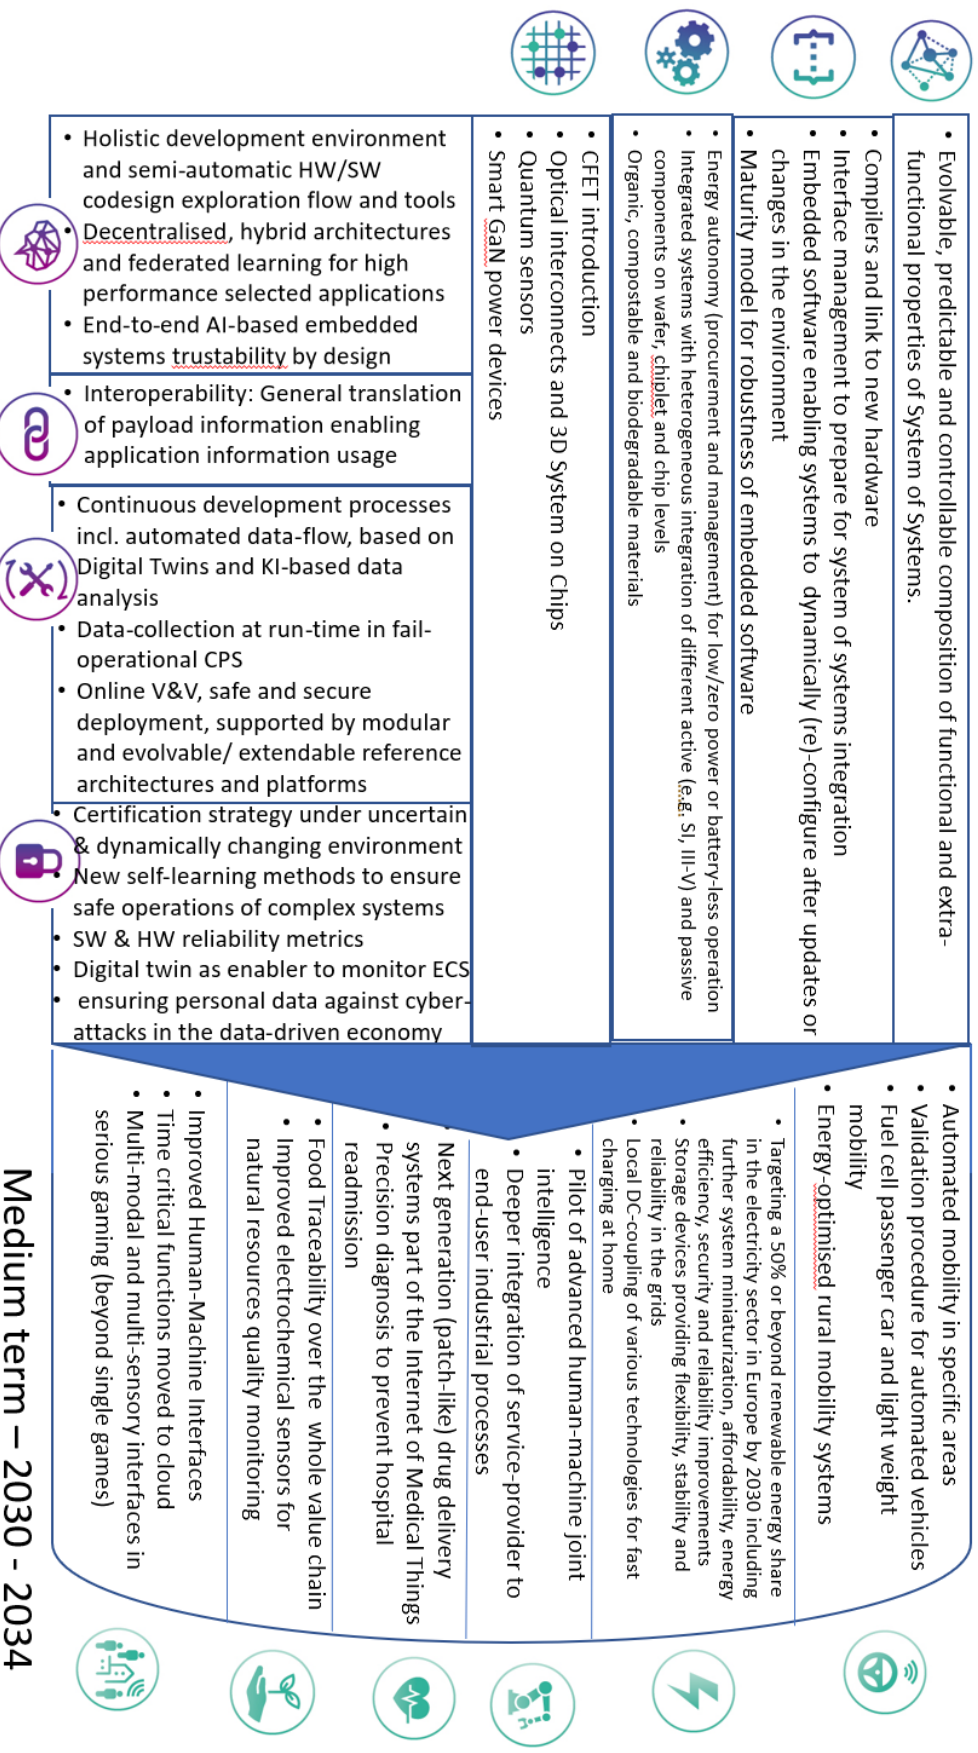 • Evolvable, predictable and controllable composition of functional and extra-
functional properties of System of Systems.
• Compilers and link to new hardware
• Interface management to prepare for system of systems integration
• Embedded software enabling systems to dynamically (re)-configure after updates or
changes in the environment
• Maturity model for robustness of embedded software
• Energy autonomy (procurement and management) for low/zero power or battery-less operation
• Integrated systems with heterogeneous integration of different active (e.g. SI, III-V) and passive
components on wafer, chiplet and chip levels
• Organic, compostable and biodegradable materials
• CFET introduction
• Optical interconnects and 3D System on Chips
• Quantum sensors
• Smart GaN power devices
• Holistic development environment
and semi-automatic HW/SW
codesign exploration flow and tools
• Decentralised, hybrid architectures
and federated learning for high
performance selected applications
• End-to-end AI-based embedded
systems trustability by design
• Interoperability: General translation
of payload information enabling
application information usage
• Continuous development processes
incl. automated data-flow, based on
Digital Twins and KI-based data
analysis
• Data-collection at run-time in fail-
operational CPS
• Online V&V, safe and secure
deployment, supported by modular
and evolvable/ extendable reference
architectures and platforms
• Certification strategy under uncertain
& dynamically changing environment
• New self-learning methods to ensure
safe operations of complex systems
• SW & HW reliability metrics
• Digital twin as enabler to monitor ECS
• ensuring personal data against cyber-
attacks in the data-driven economy
• Automated mobility in specific areas
• Validation procedure for automated vehicles
• Fuel cell passenger car and light weight
mobility
• Energy-optimised rural mobility systems
• Targeting a 50% or beyond renewable energy share
in the electricity sector in Europe by 2030 including
further system miniaturization, affordability, energy
efficiency, security and reliability improvements
• Storage devices providing flexibility, stability and
reliability in the grids
• Local DC-coupling of various technologies for fast
charging at home
• Pilot of advanced human-machine joint
intelligence
• Deeper integration of service-provider to
end-user industrial processes
• Next generation (patch-like) drug delivery
systems part of the Internet of Medical Things
• Precision diagnosis to prevent hospital
readmission
• Food Traceability over the whole value chain
• Improved electrochemical sensors for
natural resources quality monitoring
• Improved Human-Machine Interfaces
• Time critical functions moved to cloud
• Multi-modal and multi-sensory interfaces in
serious gaming (beyond single games)
Medium term – 2030 - 2034